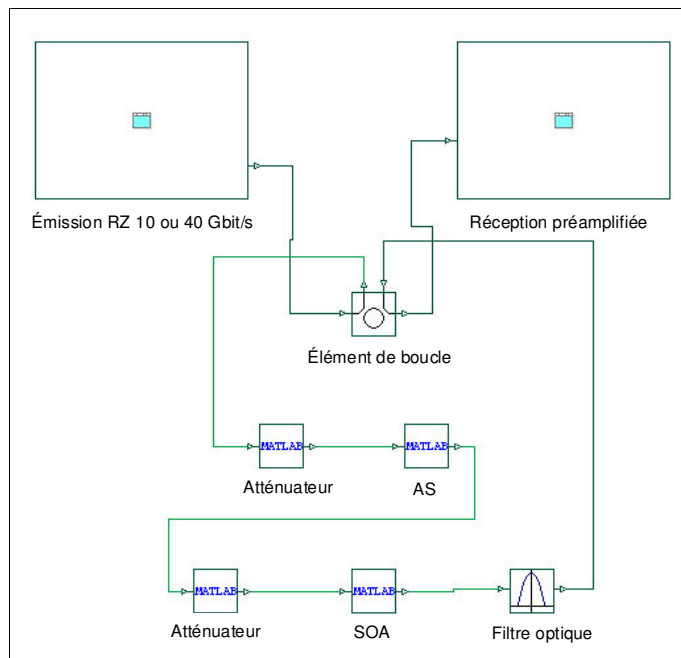 Émission RZ 10 ou 40 Gbit/s
Réception préamplifiée
Élément de boucle
MATLAB
MATLAB
Atténuateur
AS
MATLAB
MATLAB
Atténuateur
SOA
Filtre optique